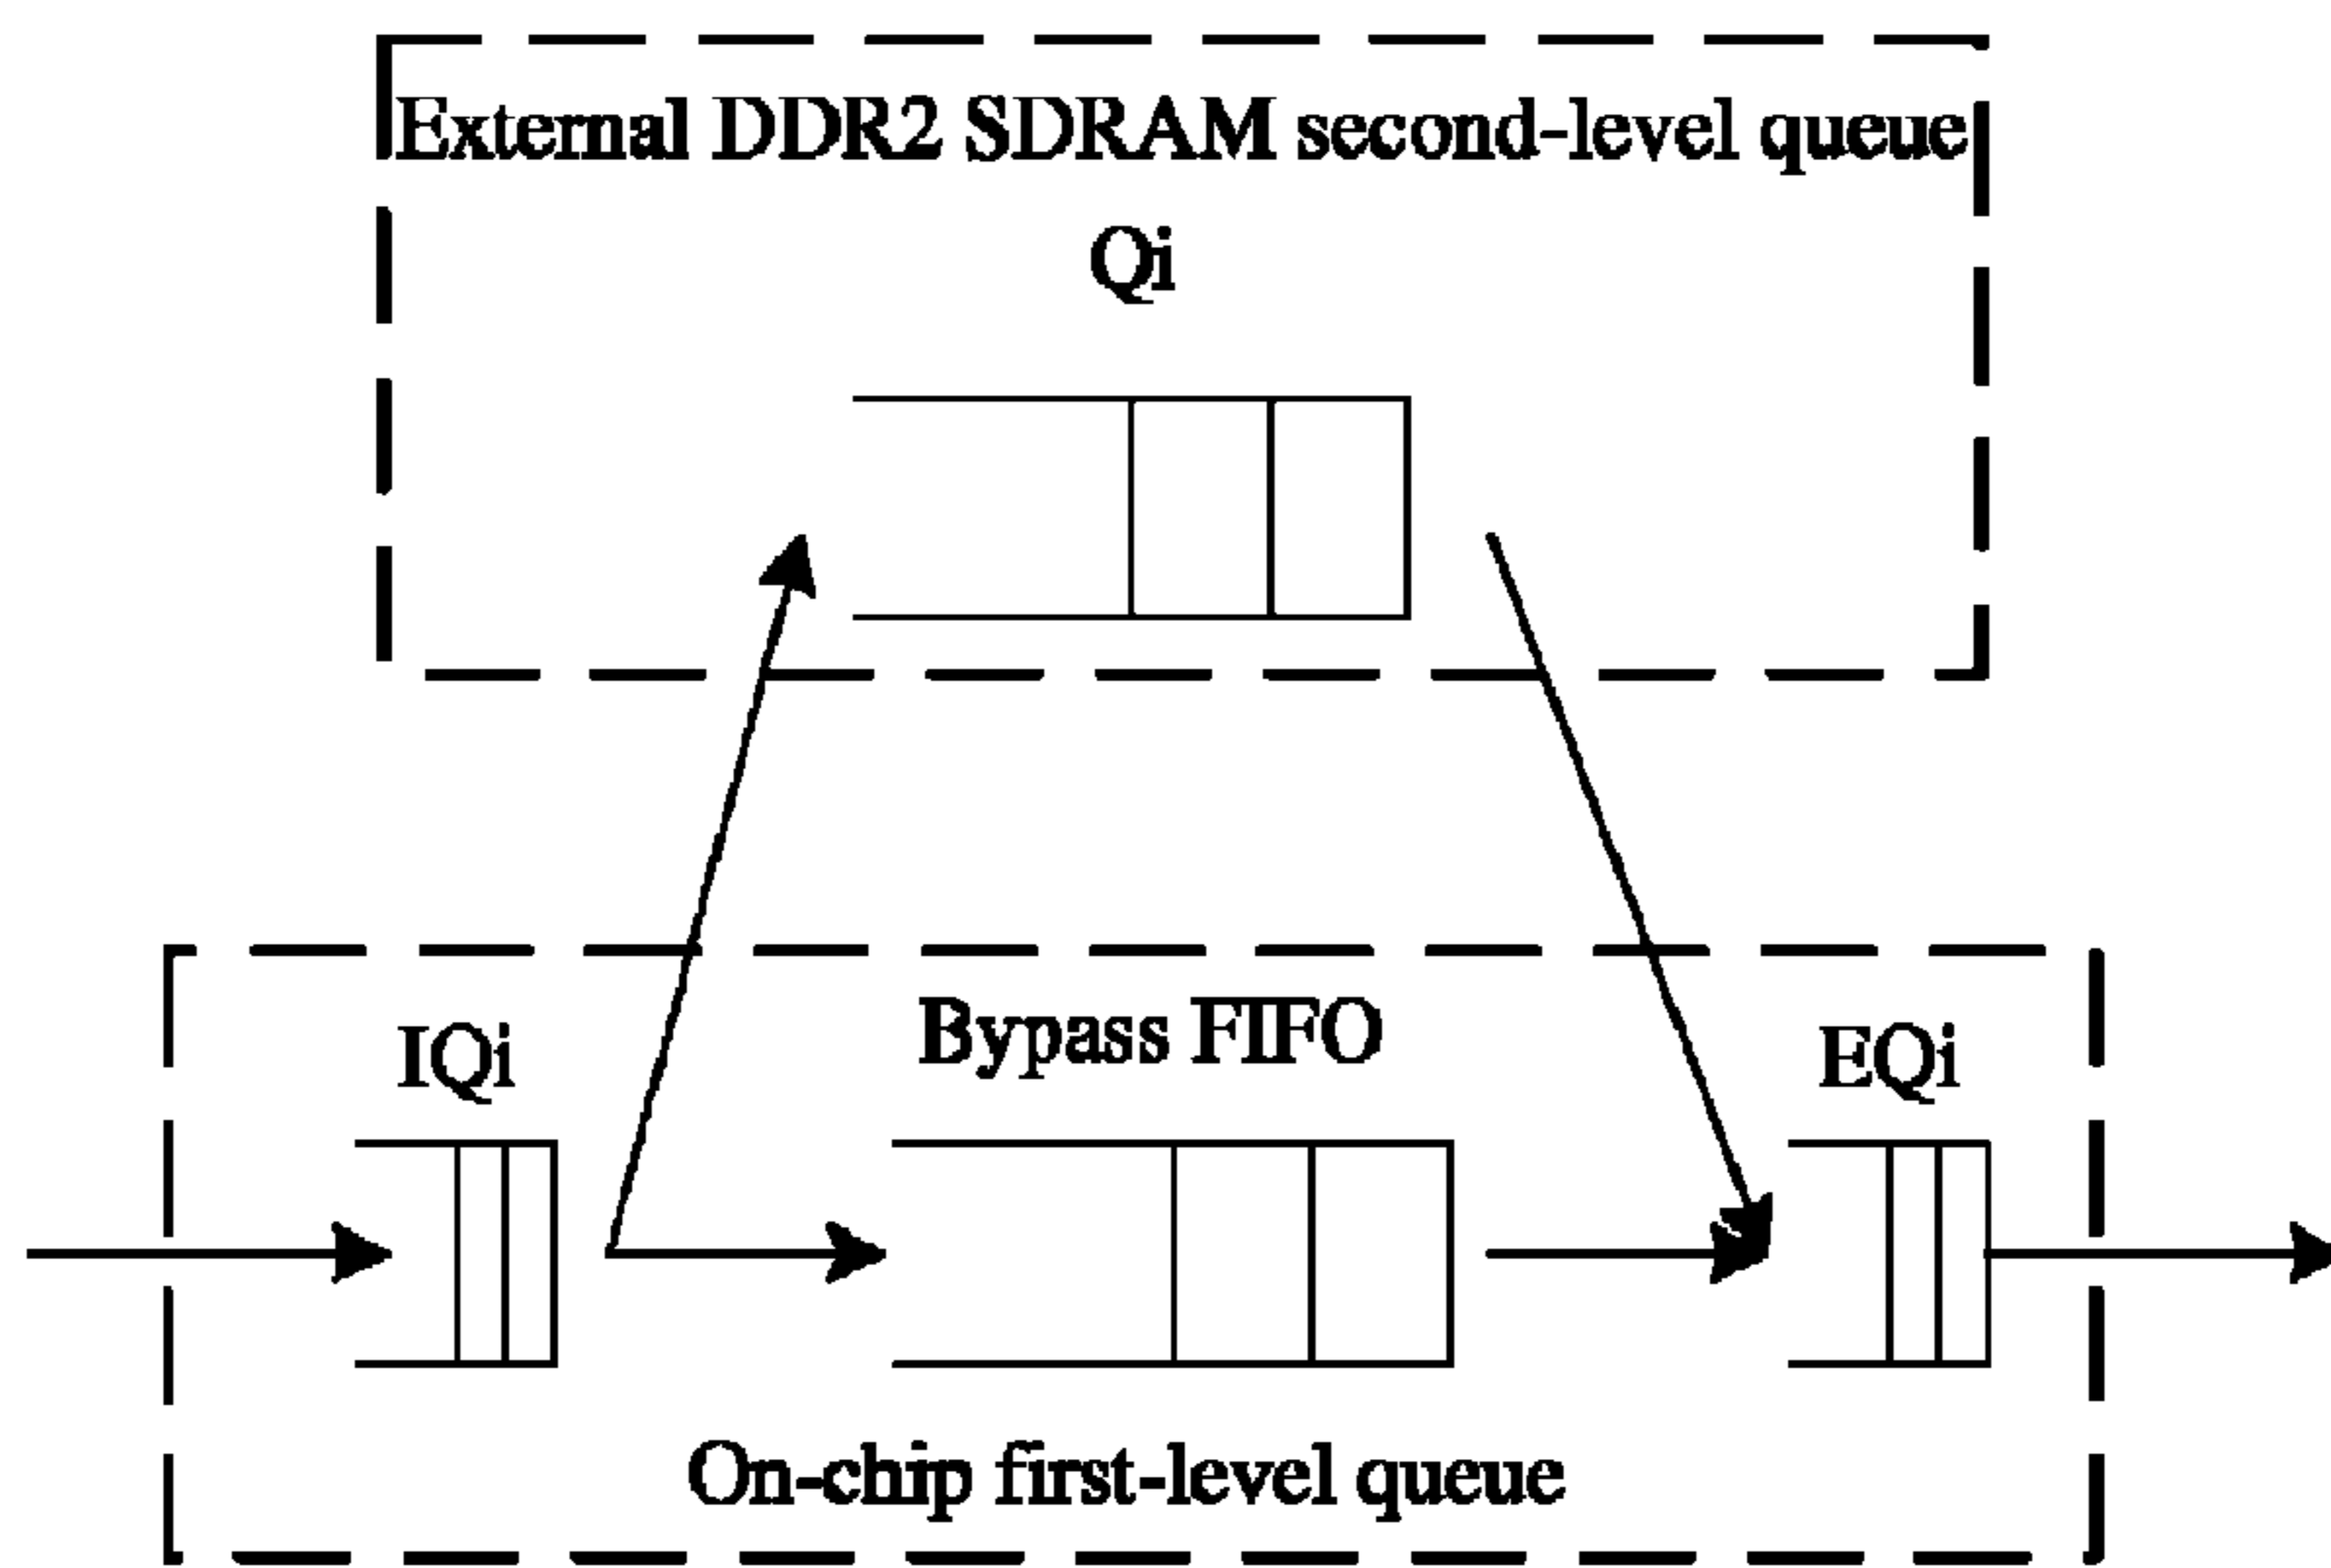 External DDR2 SDRAM second-level queue
Qi
Bypass FIFO
IQi
EQi
On-chip first-level queue